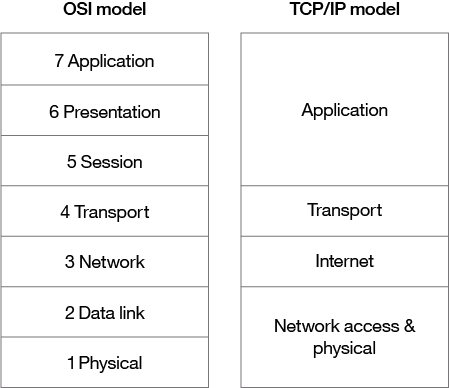 OSI model
TCP/IP model
7 Application
6 Presentation
5 Session
4 Transport
3 Network
2 Data link
1 Physical
Application
Transport
Internet
Network access &
physical